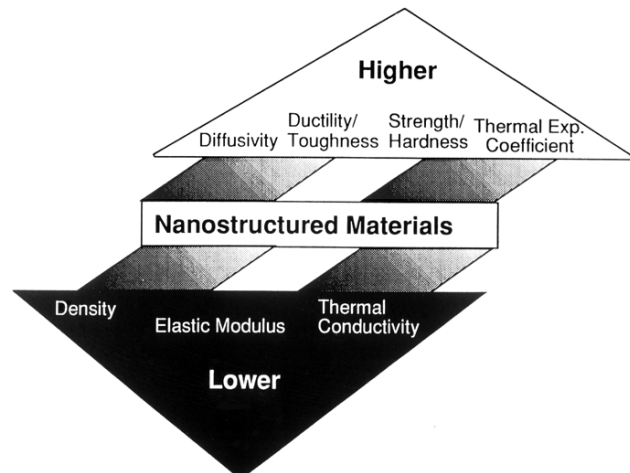 Higher
Diffusivity
Ductility/
Toughness
Strength/
Hardness
Thermal Exp.
Coefficient
Nanostructured Materials
Density
Elastic Modulus
Thermal
Conductivity
Lower